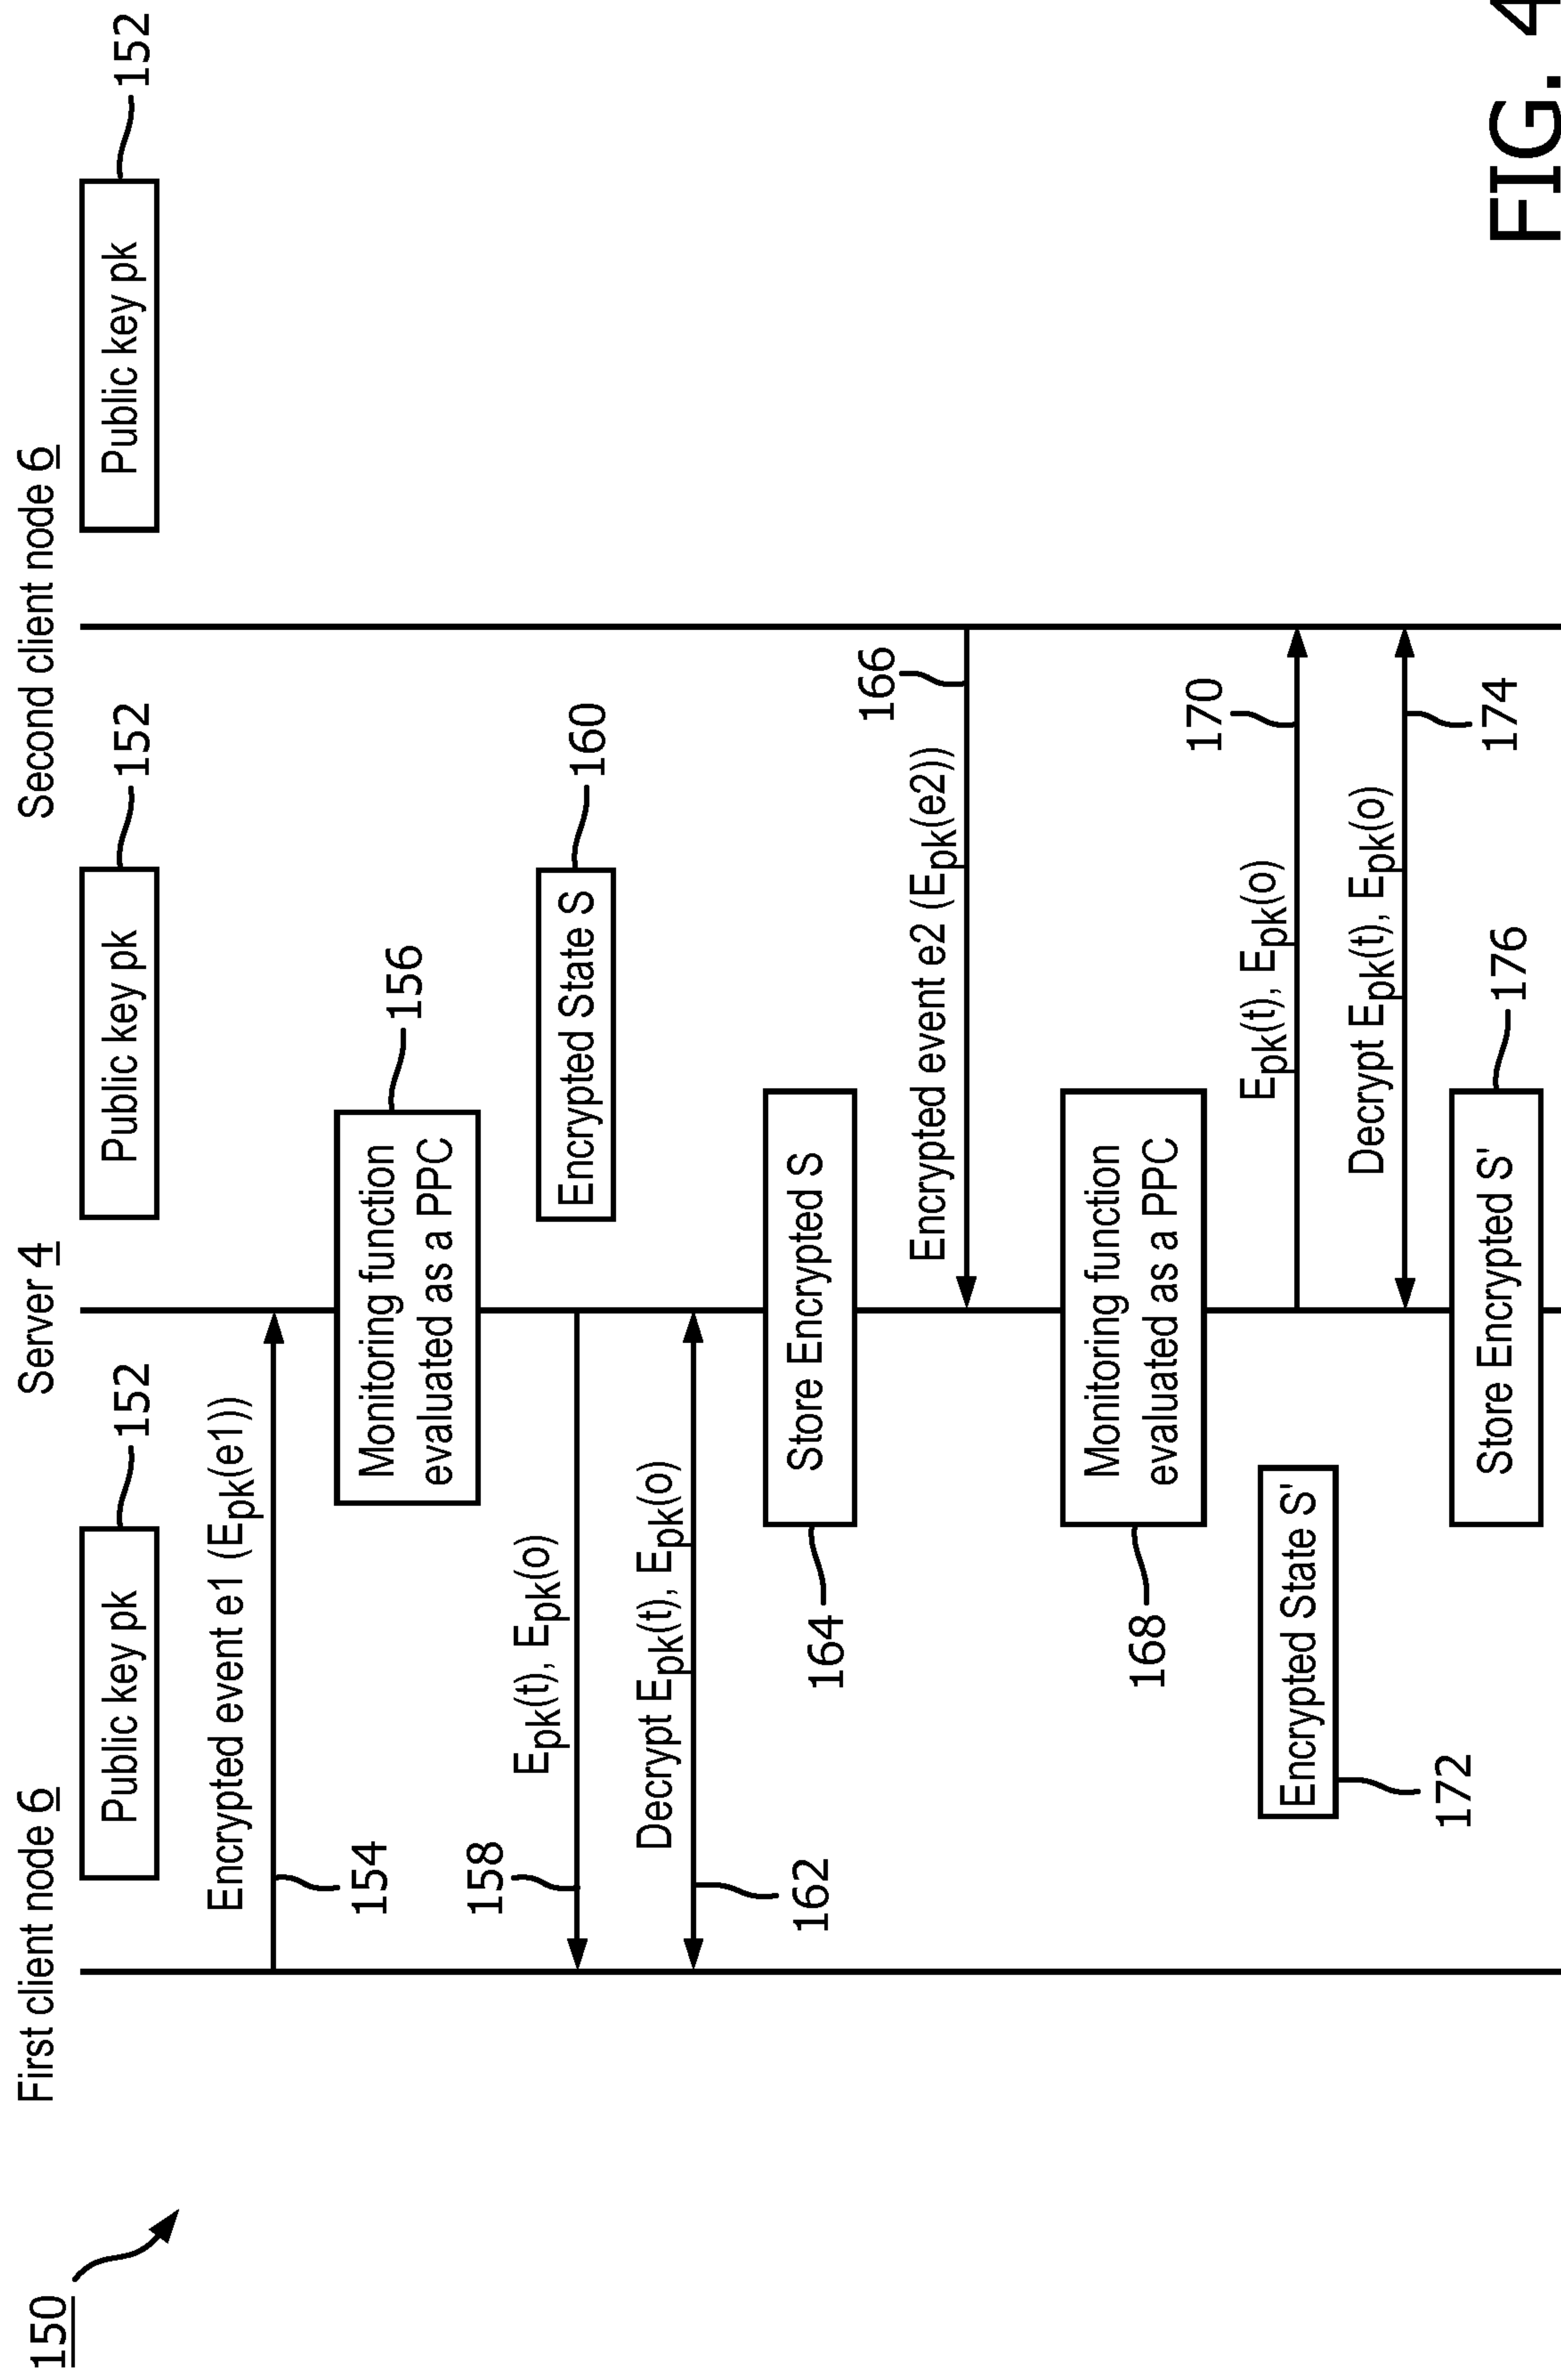 150
First client node 6
Server 4
Second client node 6
Public key pk
152
Public key pk
152
Public key pk
152
Encrypted event e1 (Epk(e1))
154
Monitoring function
evaluated as a PPC
156
158
Epk(t), Epk(o)
Encrypted State S
160
Decrypt Epk(t), Epk(o)
162
Store Encrypted S
164
Encrypted event e2 (Epk(e2))
166
Monitoring function
evaluated as a PPC
168
Epk(t), Epk(o)
170
Encrypted State S'
172
Decrypt Epk(t), Epk(o)
174
Store Encrypted S'
176
FIG. 4